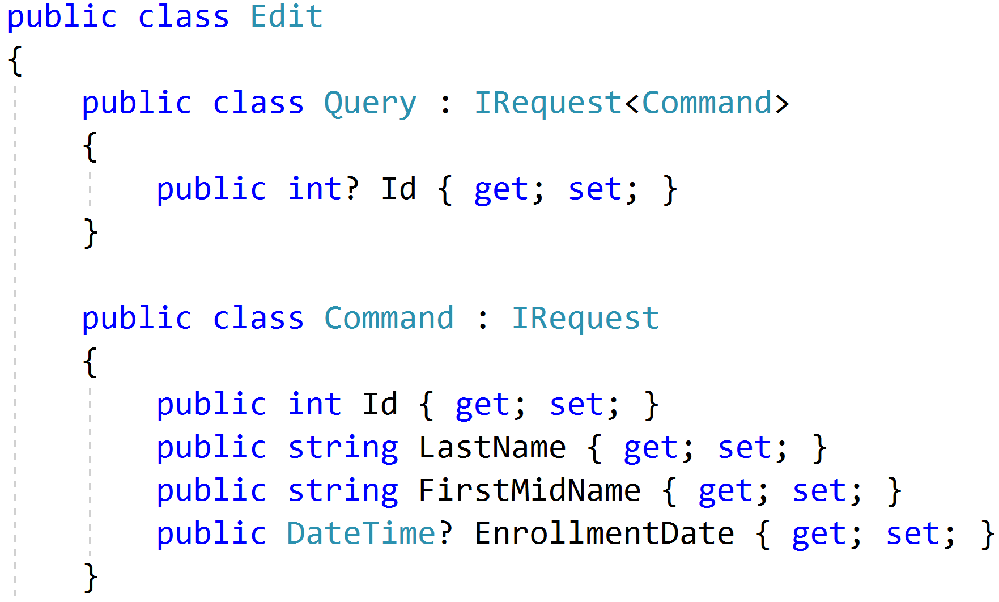 public class Edit
{
    public class Query : IRequest<Command>
    {
        public int? Id { get; set; }
    }

    public class Command : IRequest
    {
        public int Id { get; set; }
        public string LastName { get; set; }
        public string FirstMidName { get; set; }
        public DateTime? EnrollmentDate { get; set; }
    }